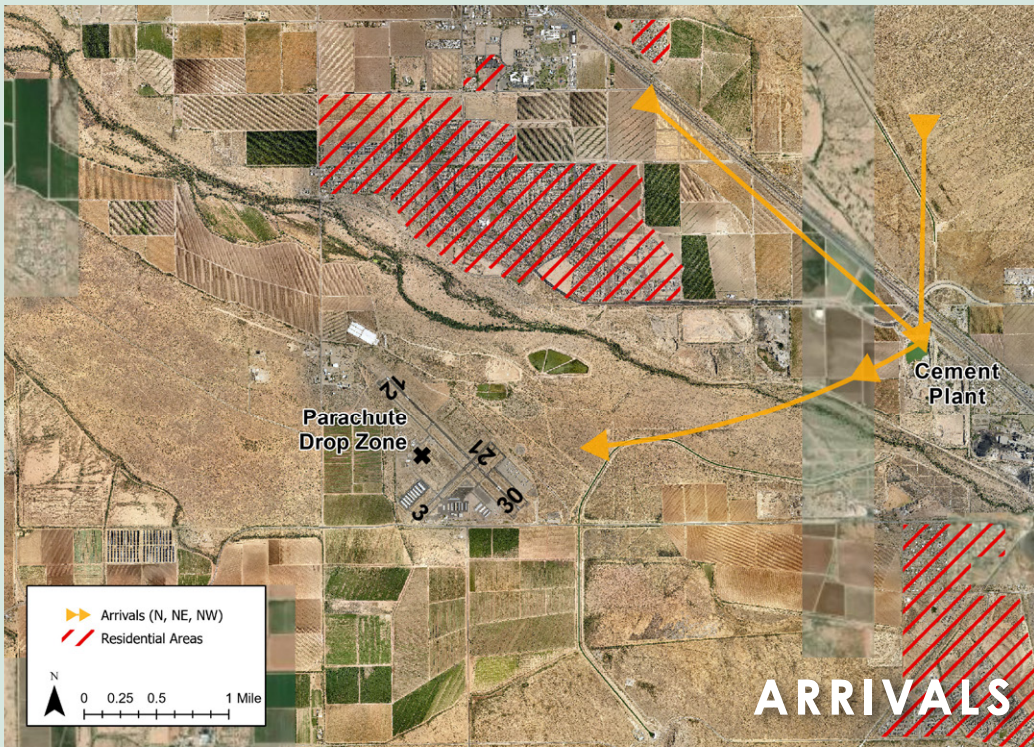 Cement
Plant
12
Parachute
Drop Zone
21
30
3
Arrivals (N, NE, NW)
Residential Areas
N
0 0.25 0.5 1 Mile
ARRIVALS